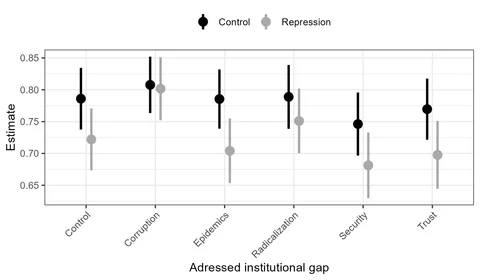 Control Repression
0.85
0.80
0.75
0.70
0.65
Estimate
Control
Corruption
Epidemics
Radicalization
Security
Trust
Adressed institutional gap